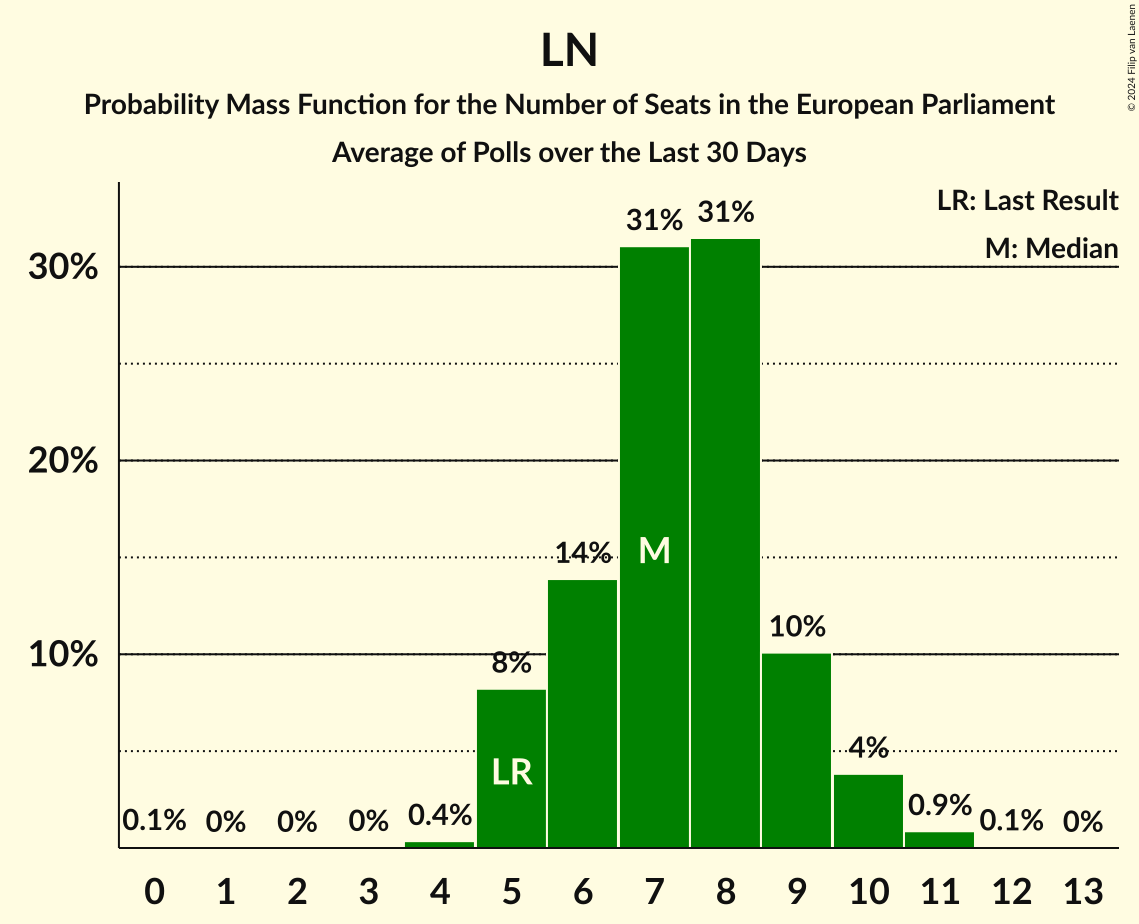 LN
Probability Mass Function for the Number of Seats in the European Parliament
Average of Polls over the Last 30 Days
© 2024 Filip van Laenen
LR: Last Result
M: Median
30%
20%
10%
0.1%
0%
0%
0%
0.4%
8%
14%
31%
31%
10%
4%
0.9%
0.1%
0%
LR
M
0 1 2 3 4 5 6 7 8 9 10 11 12 13